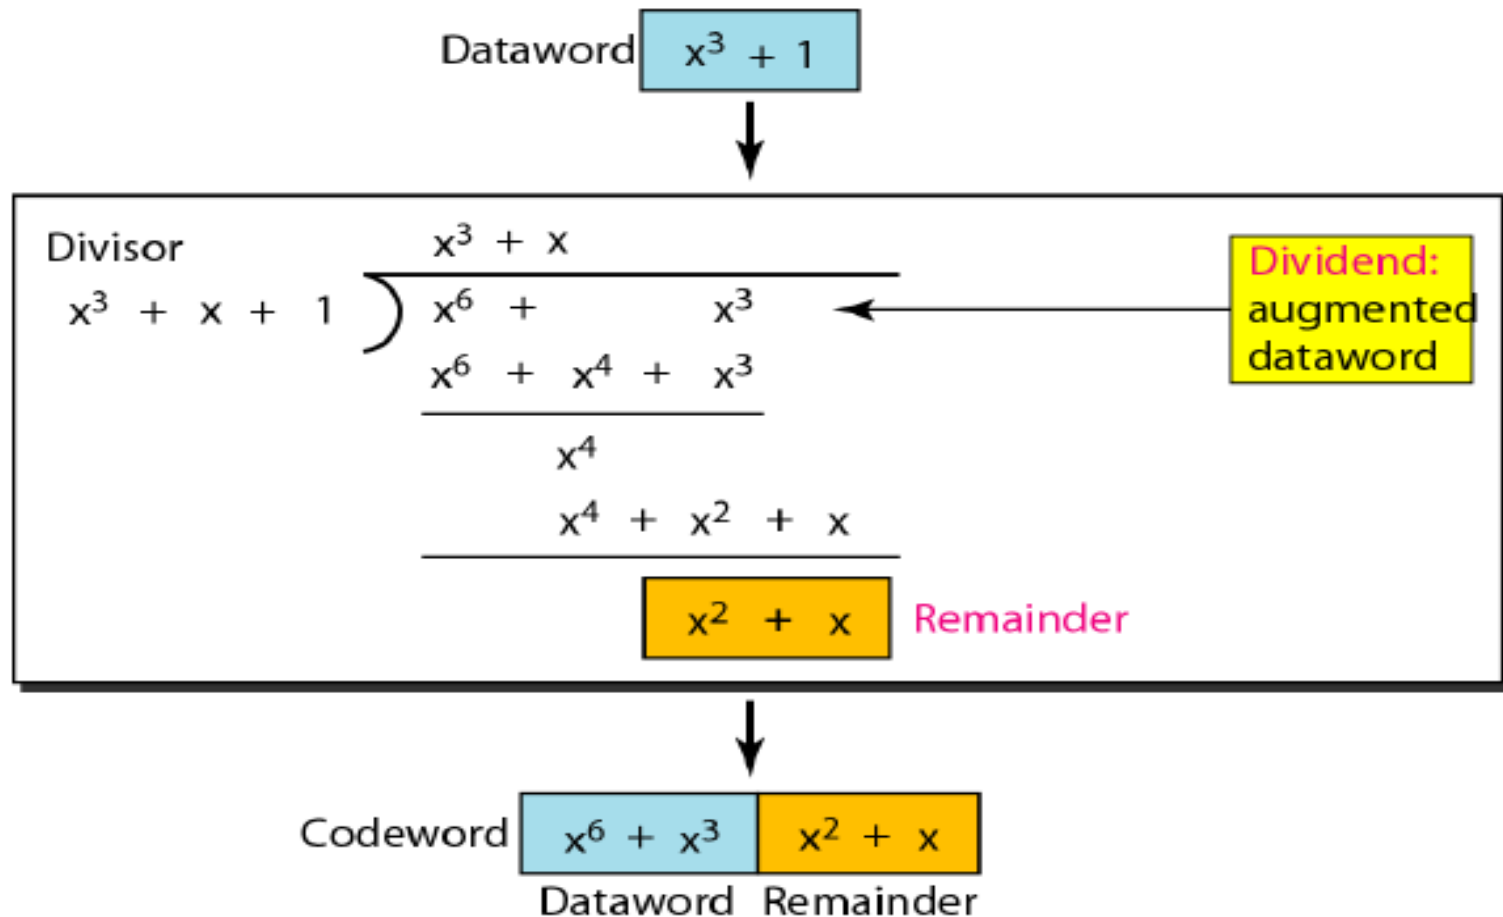 Dataword x³ + 1
Divisor
x³ + x
x³ + x + 1
x⁶ + x³
Dividend:
augmented
dataword
x⁶ + x⁴ + x³
x⁴
x⁴ + x² + x
x² + x Remainder
Codeword x⁶ + x³ x² + x
Dataword Remainder